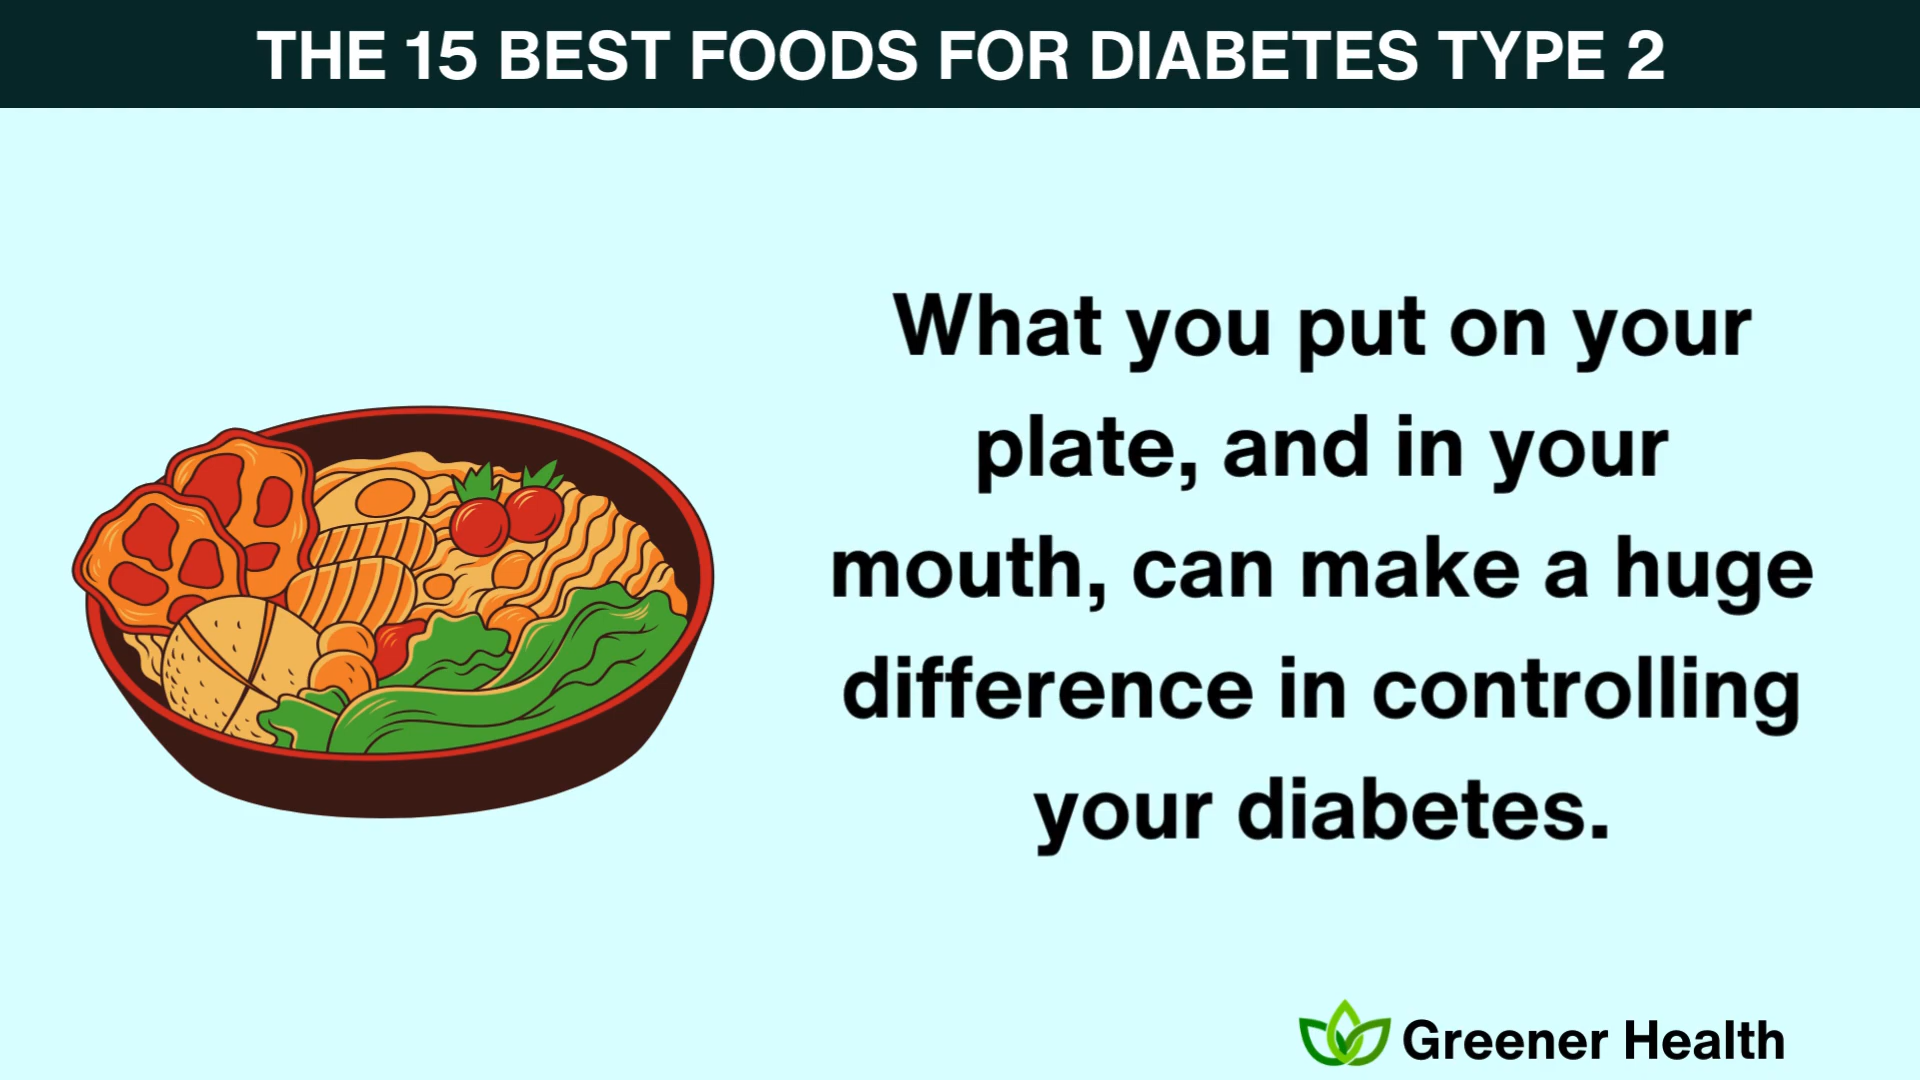 THE 15 BEST FOODS FOR DIABETES TYPE 2
What you put on your
plate, and in your
mouth, can make a huge
difference in controlling
your diabetes.
Greener Health